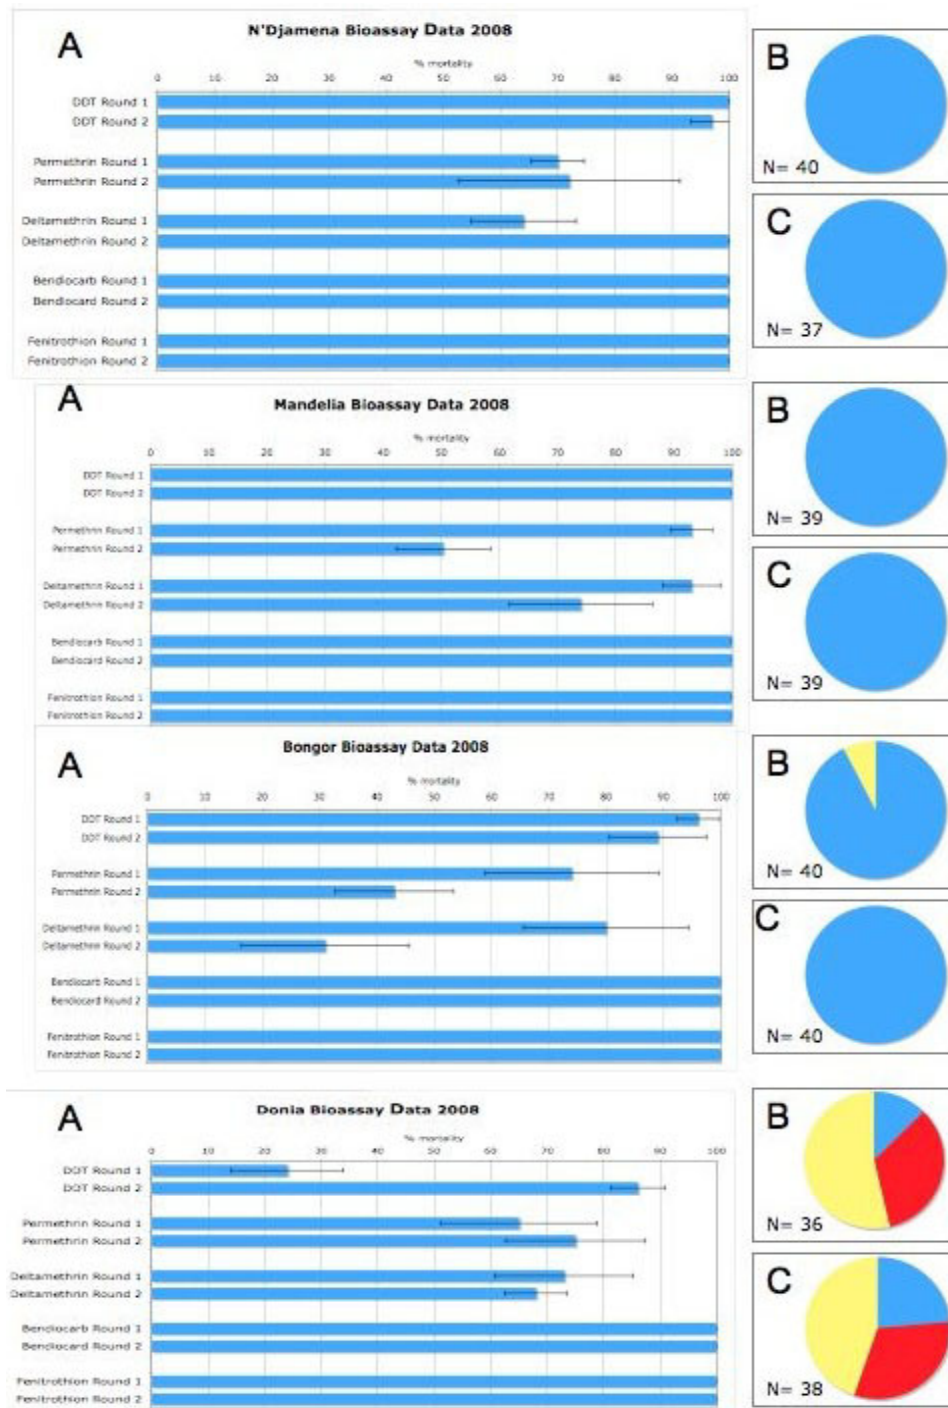 A
N'Djamena Bioassay Data 2008
% mortality
0 10 20 30 40 50 60 70 80 90 100
DDT Round 1
DDT Round 2
Permethrin Round 1
Permethrin Round 2
Deltamethrin Round 1
Deltamethrin Round 2
Bendiocarb Round 1
Bendiocard Round 2
Fenitrothion Round 1
Fenitrothion Round 2
B
N= 40
C
N= 37
A
Mandelia Bioassay Data 2008
% mortality
0 10 20 30 40 50 60 70 80 90 100
DDT Round 1
DDT Round 2
Permethrin Round 1
Permethrin Round 2
Deltamethrin Round 1
Deltamethrin Round 2
Bendiocarb Round 1
Bendiocard Round 2
Fenitrothion Round 1
Fenitrothion Round 2
B
N= 39
C
N= 39
A
Bongor Bioassay Data 2008
% mortality
0 10 20 30 40 50 60 70 80 90 100
DDT Round 1
DDT Round 2
Permethrin Round 1
Permethrin Round 2
Deltamethrin Round 1
Deltamethrin Round 2
Bendiocarb Round 1
Bendiocard Round 2
Fenitrothion Round 1
Fenitrothion Round 2
B
N= 40
C
N= 40
A
Donia Bioassay Data 2008
% mortality
0 10 20 30 40 50 60 70 80 90 100
DDT Round 1
DDT Round 2
Permethrin Round 1
Permethrin Round 2
Deltamethrin Round 1
Deltamethrin Round 2
Bendiocarb Round 1
Bendiocard Round 2
Fenitrothion Round 1
Fenitrothion Round 2
B
N= 36
C
N= 38